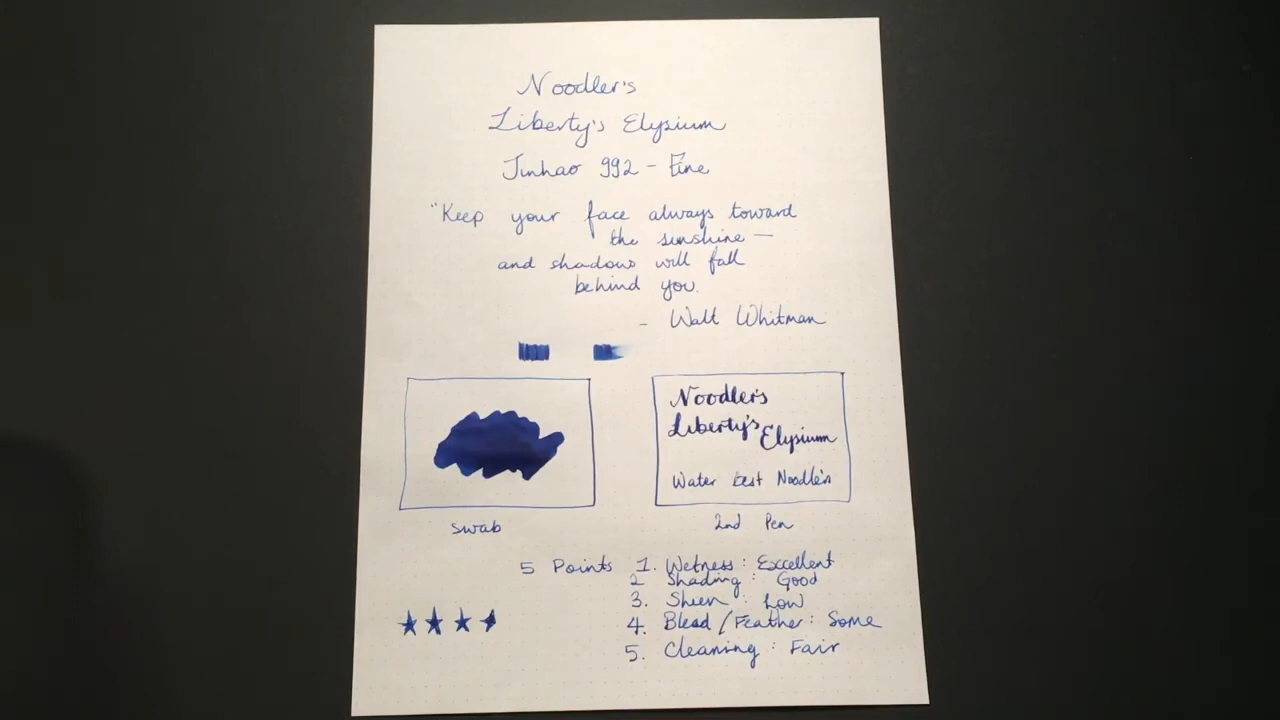 Noodler's
Liberty's Elysium
Jinhao 992 - Fine
"Keep your face always toward
the sunshine —
and shadows will fall
behind you.
- Walt Whitman
Noodler's
Liberty's Elysium
Water test Noodler's
swab
2nd Pen
5 Points 1. Wetness : Excellent
2 Shading : Good
3. Sheen : Low
4. Bleed / Feather : Some
5. Cleaning : Fair